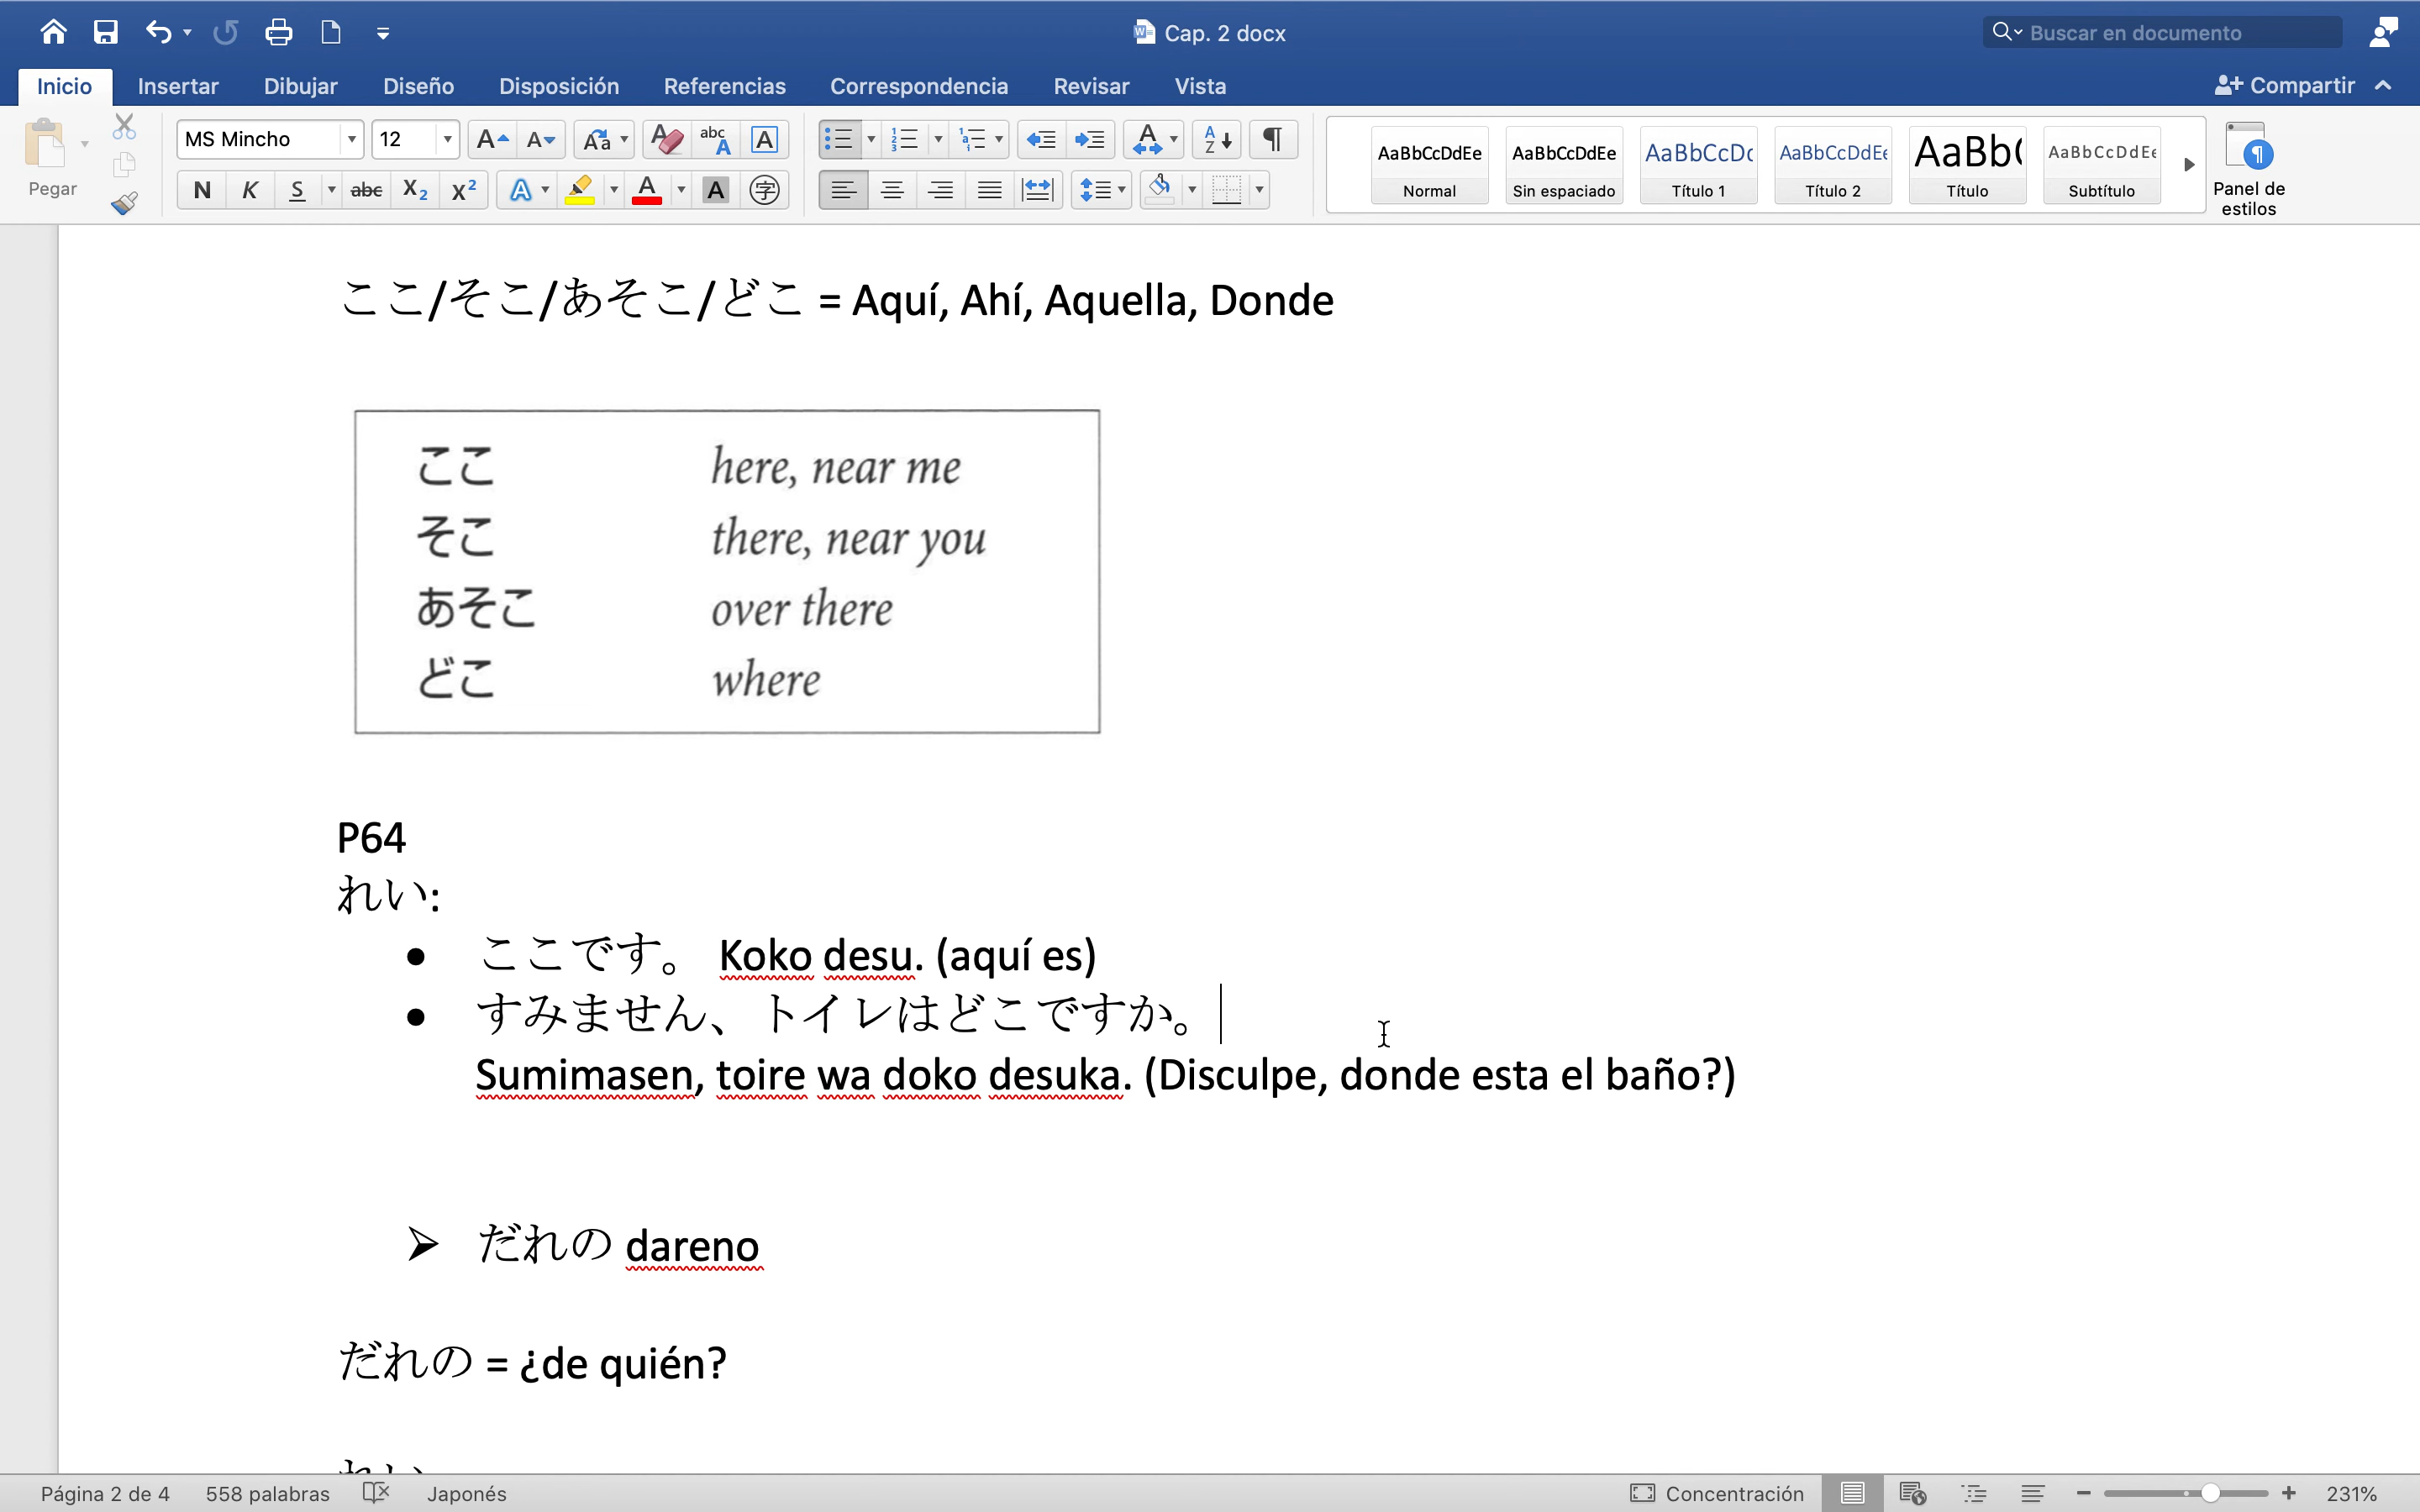 Cap. 2 docx
Buscar en documento
Inicio Insertar Dibujar Diseño Disposición Referencias Correspondencia Revisar Vista Compartir
Pegar
MS Mincho 12
N K S abc X2 X2 A A A 字
AaBbCcDdEe AaBbCcDdEe AaBbCcDc AaBbCcDdEe AaBb( AaBbCcDdEe
Normal Sin espaciado Título 1 Título 2 Título Subtítulo
Panel de estilos
ここ/そこ/あそこ/どこ = Aquí, Ahí, Aquella, Donde
ここ here, near me
そこ there, near you
あそこ over there
どこ where
P64
れい:
● ここです。 Koko desu. (aquí es)
● すみません、トイレはどこですか。
Sumimasen, toire wa doko desuka. (Disculpe, donde esta el baño?)
➢ だれの dareno
だれの = ¿de quién?
Página 2 de 4 558 palabras Japonés Concentración 231%